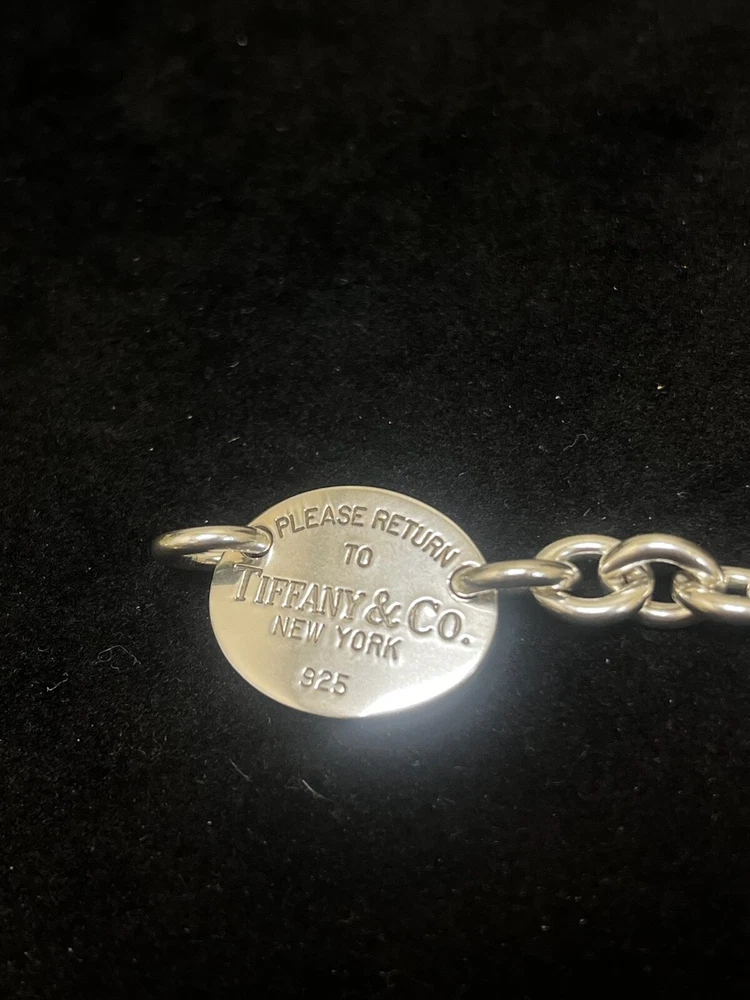 PLEASE RETURN
TO
TIFFANY & CO.
NEW YORK
925